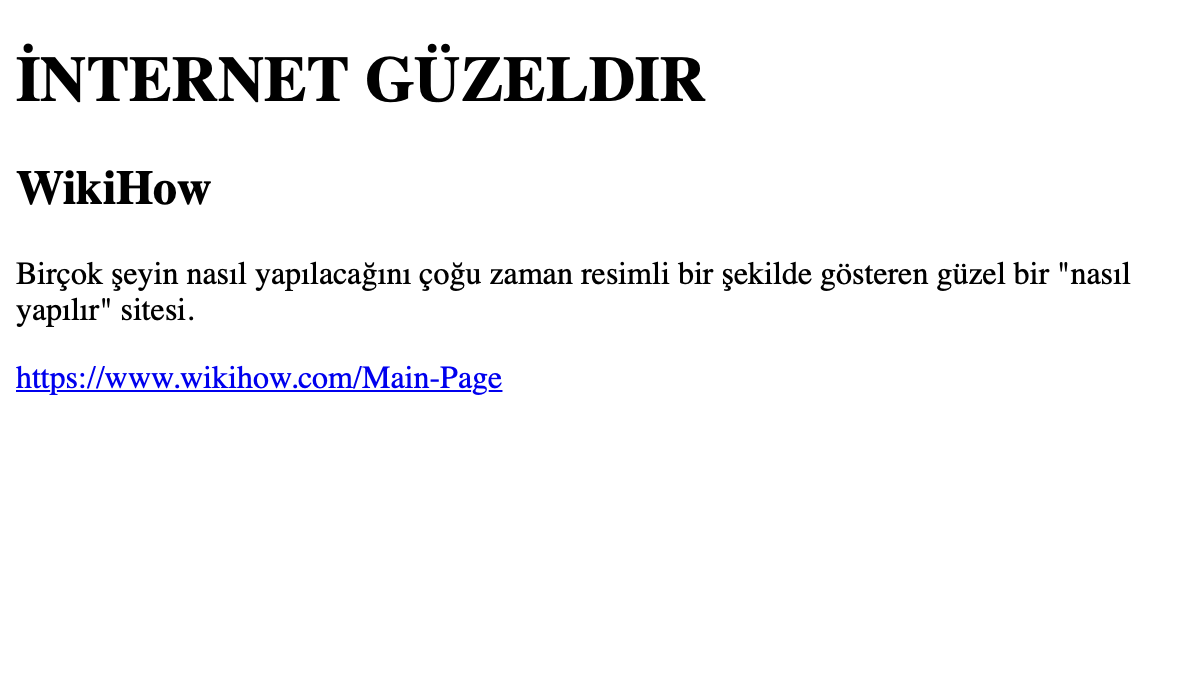 İNTERNET GÜZELDIR
WikiHow
Birçok şeyin nasıl yapılacağını çoğu zaman resimli bir şekilde gösteren güzel bir "nasıl
yapılır" sitesi.
https://www.wikihow.com/Main-Page